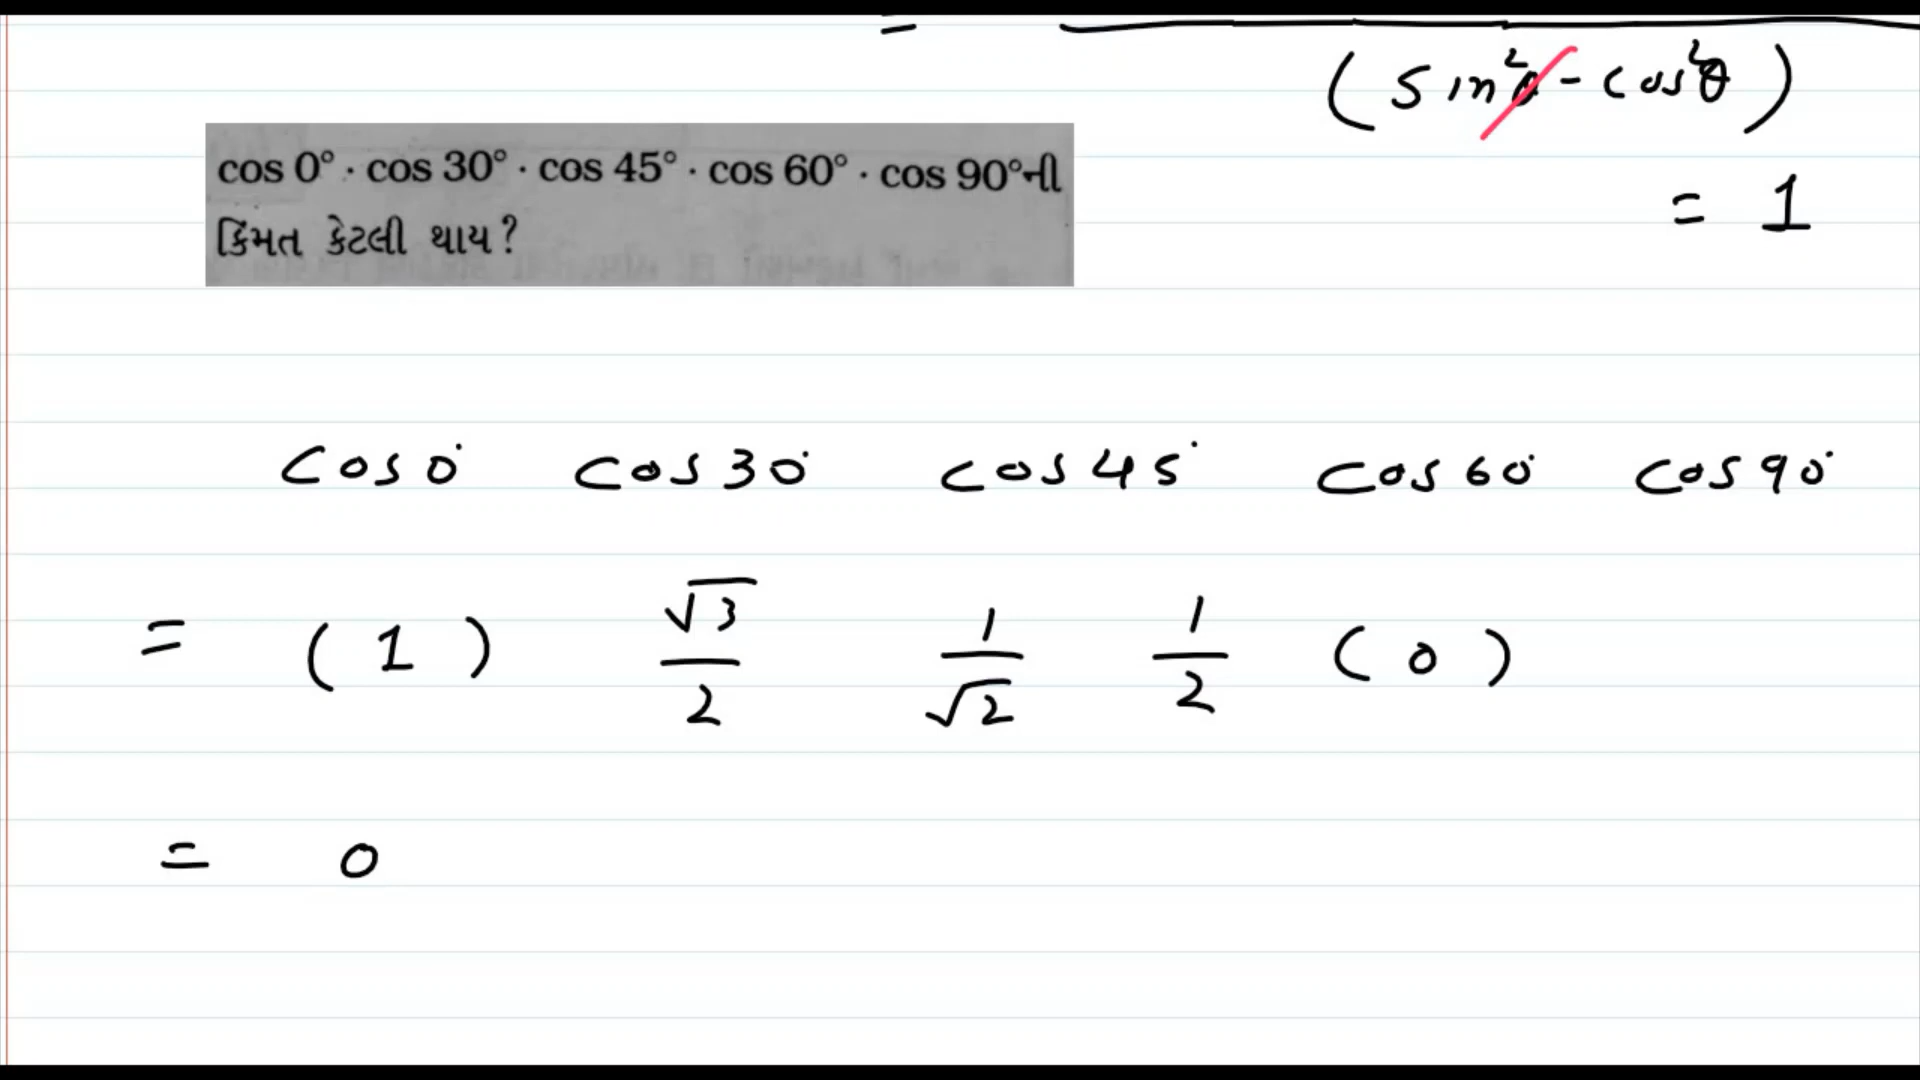 =
(sin²θ - cos²θ)
= 1
cos 0° · cos 30° · cos 45° · cos 60° · cos 90°ની
કિંમત કેટલી થાય?
cos 0° cos 30° cos 45° cos 60° cos 90°
= (1) √3/2 1/√2 1/2 (0)
= 0